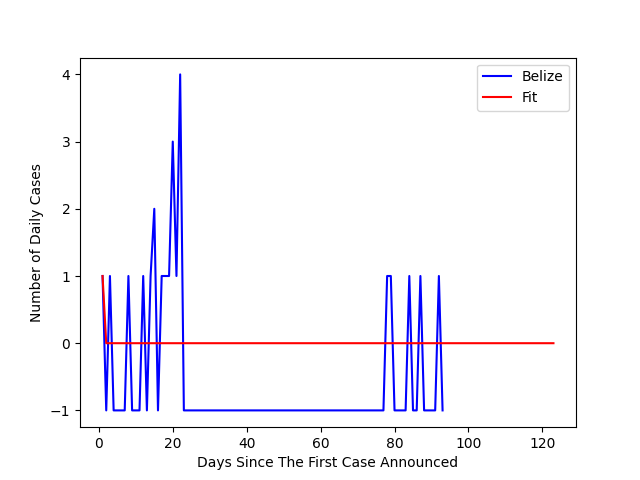 Belize
Fit
4
3
2
1
0
−1
Number of Daily Cases
0 20 40 60 80 100 120
Days Since The First Case Announced